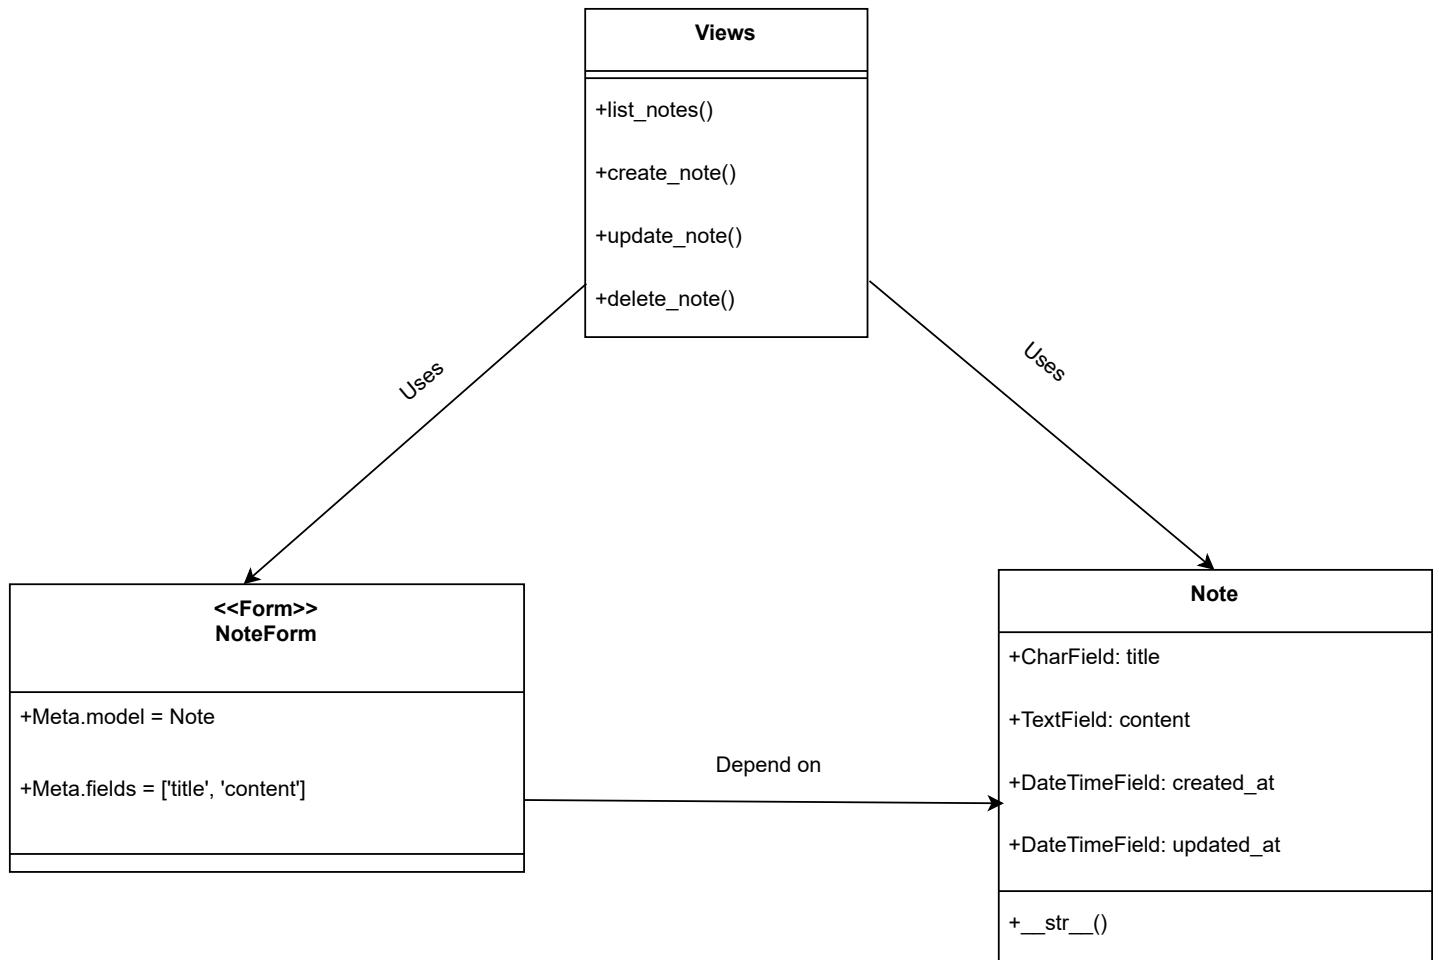 Views
+list_notes()
+create_note()
+update_note()
+delete_note()
Uses
Uses
<<Form>>
NoteForm
+Meta.model = Note
+Meta.fields = ['title', 'content']
Depend on
Note
+CharField: title
+TextField: content
+DateTimeField: created_at
+DateTimeField: updated_at
+__str__()